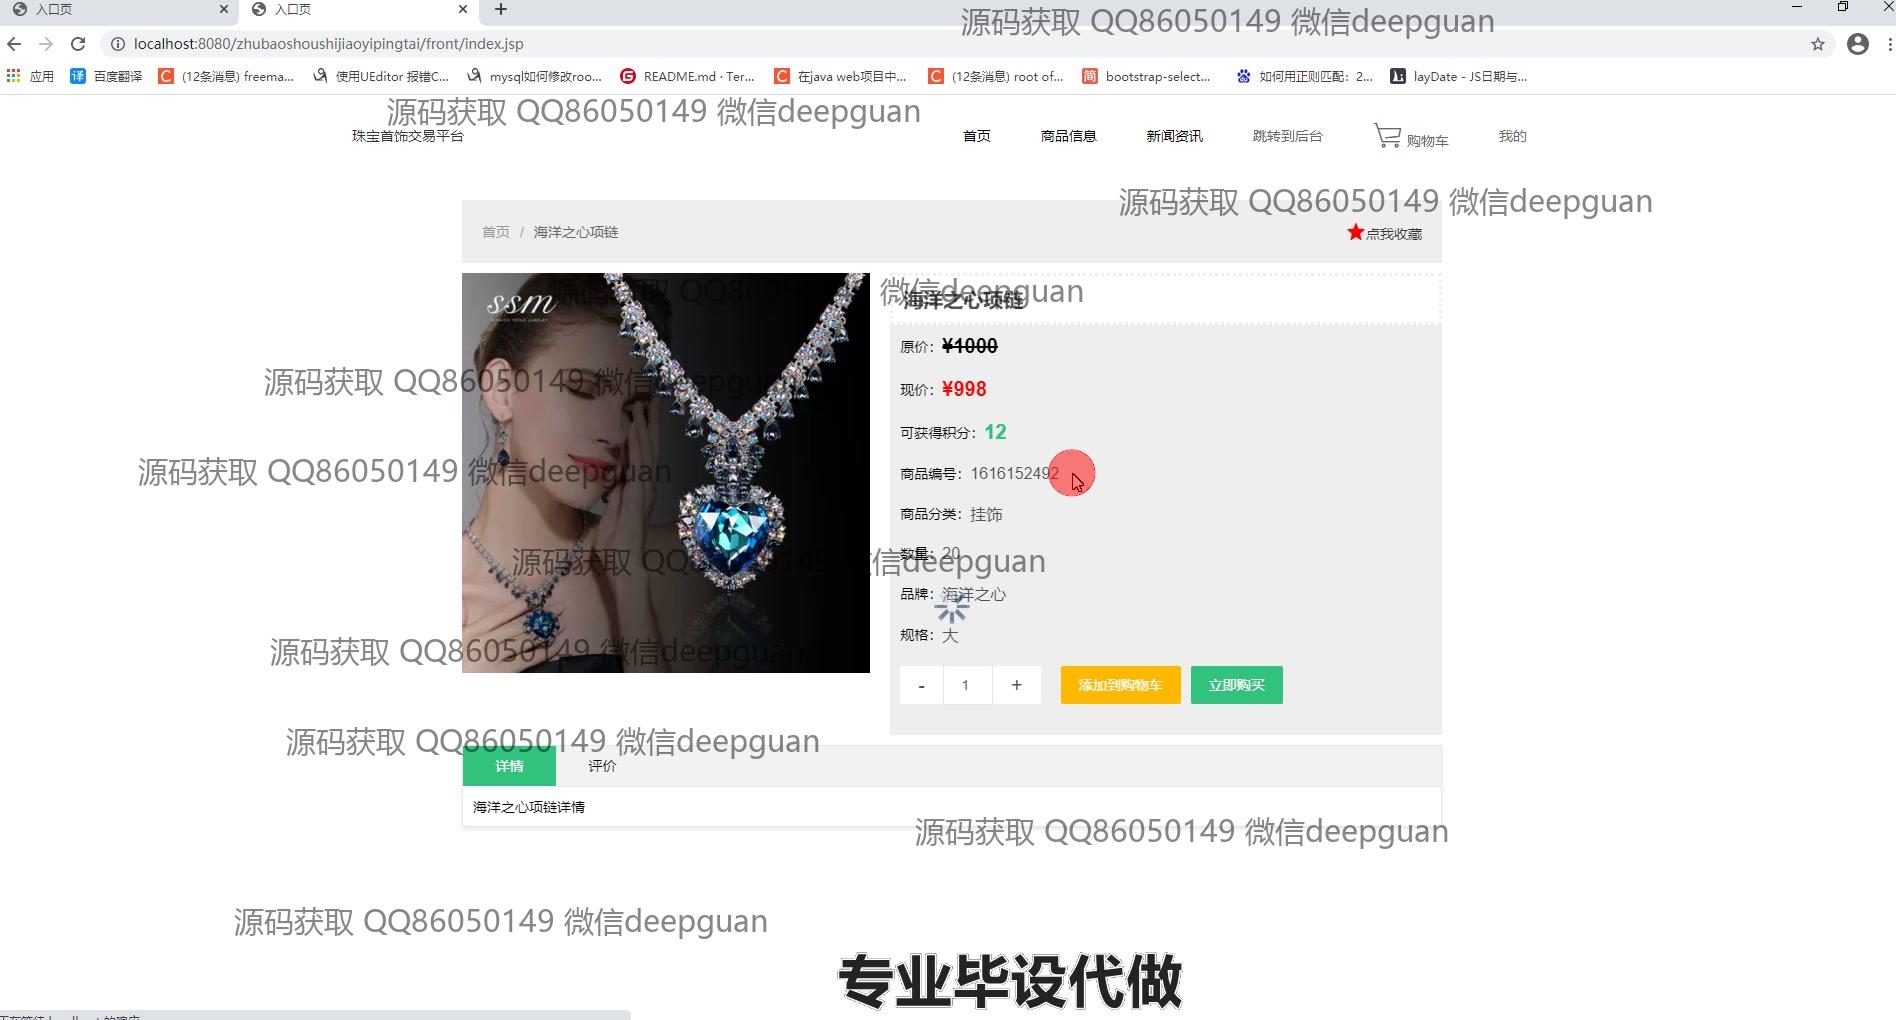 入口页
入口页
源码获取 QQ86050149 微信deepguan
localhost:8080/zhubaoshoushijiaoyipingtai/front/index.jsp
应用 百度翻译 (12条消息) freema... 使用UEditor 报错C... mysql如何修改roo... README.md · Ter... 在java web项目中... (12条消息) root of... bootstrap-select... 如何用正则匹配：2... layDate - JS日期与...
源码获取 QQ86050149 微信deepguan
珠宝首饰交易平台 首页 商品信息 新闻资讯 跳转到后台 购物车 我的
源码获取 QQ86050149 微信deepguan
首页 / 海洋之心项链 点我收藏
ssm
源码获取 QQ86050149 微信deepguan
海洋之心项链
原价：¥1000
源码获取 QQ86050149 微信deepguan
现价：¥998
可获得积分：12
源码获取 QQ86050149 微信deepguan
商品编号：1616152492
商品分类：挂饰
数量：20
源码获取 QQ86050149 微信deepguan
品牌：海洋之心
规格：大
源码获取 QQ86050149 微信deepguan
- 1 + 添加到购物车 立即购买
源码获取 QQ86050149 微信deepguan
详情 评价
海洋之心项链详情
源码获取 QQ86050149 微信deepguan
源码获取 QQ86050149 微信deepguan
专业毕设代做